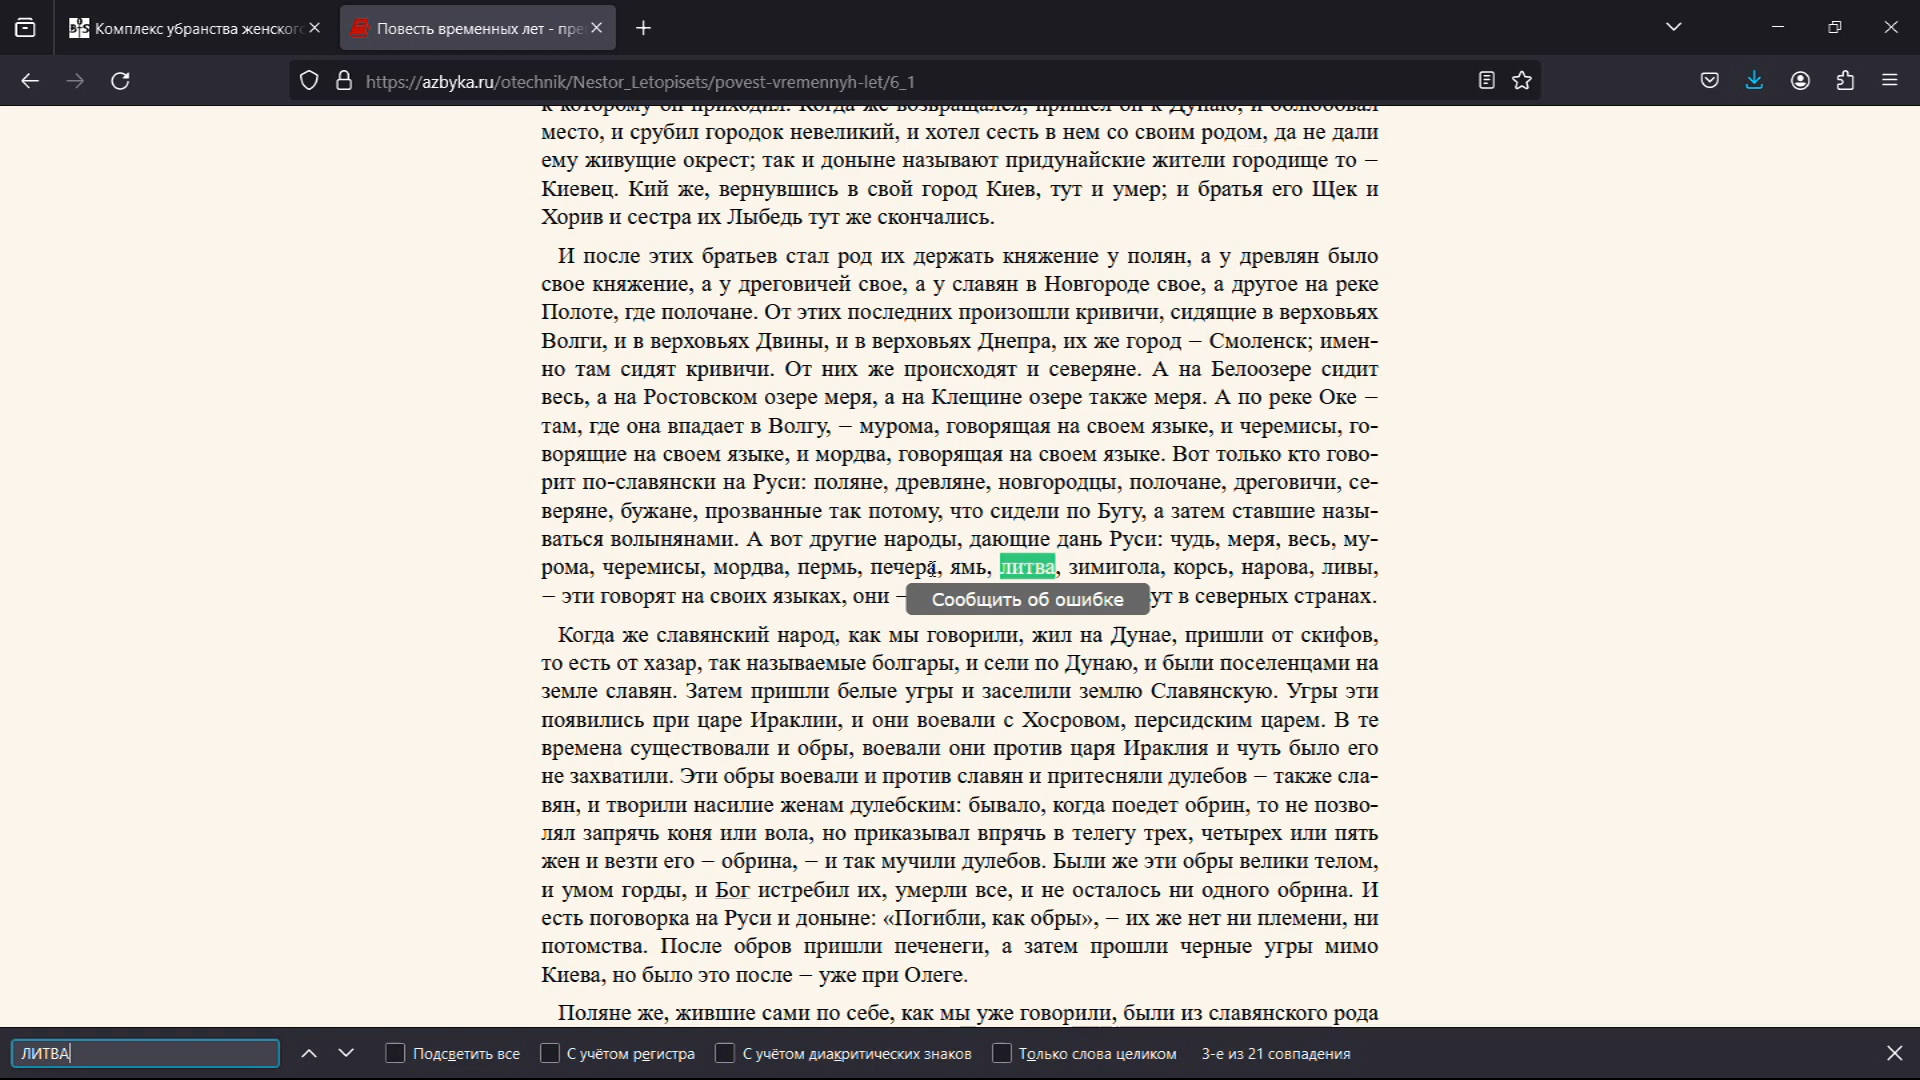 Комплекс убранства женског
Повесть временных лет - пре
https://azbyka.ru/otechnik/Nestor_Letopisets/povest-vremennyh-let/6_1
к которому он приходил. Когда же возвращался, пришел он к Дунаю, и облюбовал
место, и срубил городок невеликий, и хотел сесть в нем со своим родом, да не дали
ему живущие окрест; так и доныне называют придунайские жители городище то –
Киевец. Кий же, вернувшись в свой город Киев, тут и умер; и братья его Щек и
Хорив и сестра их Лыбедь тут же скончались.
И после этих братьев стал род их держать княжение у полян, а у древлян было
свое княжение, а у дреговичей свое, а у славян в Новгороде свое, а другое на реке
Полоте, где полочане. От этих последних произошли кривичи, сидящие в верховьях
Волги, и в верховьях Двины, и в верховьях Днепра, их же город – Смоленск; имен-
но там сидят кривичи. От них же происходят и северяне. А на Белоозере сидит
весь, а на Ростовском озере меря, а на Клещине озере также меря. А по реке Оке –
там, где она впадает в Волгу, – мурома, говорящая на своем языке, и черемисы, го-
ворящие на своем языке, и мордва, говорящая на своем языке. Вот только кто гово-
рит по-славянски на Руси: поляне, древляне, новгородцы, полочане, дреговичи, се-
веряне, бужане, прозванные так потому, что сидели по Бугу, а затем ставшие назы-
ваться волынянами. А вот другие народы, дающие дань Руси: чудь, меря, весь, му-
рома, черемисы, мордва, пермь, печера, ямь, литва, зимигола, корсь, нарова, ливы,
– эти говорят на своих языках, они – ут в северных странах.
Сообщить об ошибке
Когда же славянский народ, как мы говорили, жил на Дунае, пришли от скифов,
то есть от хазар, так называемые болгары, и сели по Дунаю, и были поселенцами на
земле славян. Затем пришли белые угры и заселили землю Славянскую. Угры эти
появились при царе Ираклии, и они воевали с Хосровом, персидским царем. В те
времена существовали и обры, воевали они против царя Ираклия и чуть было его
не захватили. Эти обры воевали и против славян и притесняли дулебов – также сла-
вян, и творили насилие женам дулебским: бывало, когда поедет обрин, то не позво-
лял запрячь коня или вола, но приказывал впрячь в телегу трех, четырех или пять
жен и везти его – обрина, – и так мучили дулебов. Были же эти обры велики телом,
и умом горды, и Бог истребил их, умерли все, и не осталось ни одного обрина. И
есть поговорка на Руси и доныне: «Погибли, как обры», – их же нет ни племени, ни
потомства. После обров пришли печенеги, а затем прошли черные угры мимо
Киева, но было это после – уже при Олеге.
Поляне же, жившие сами по себе, как мы уже говорили, были из славянского рода
ЛИТВА
Подсветить все
С учётом регистра
С учётом диакритических знаков
Только слова целиком
3-е из 21 совпадения